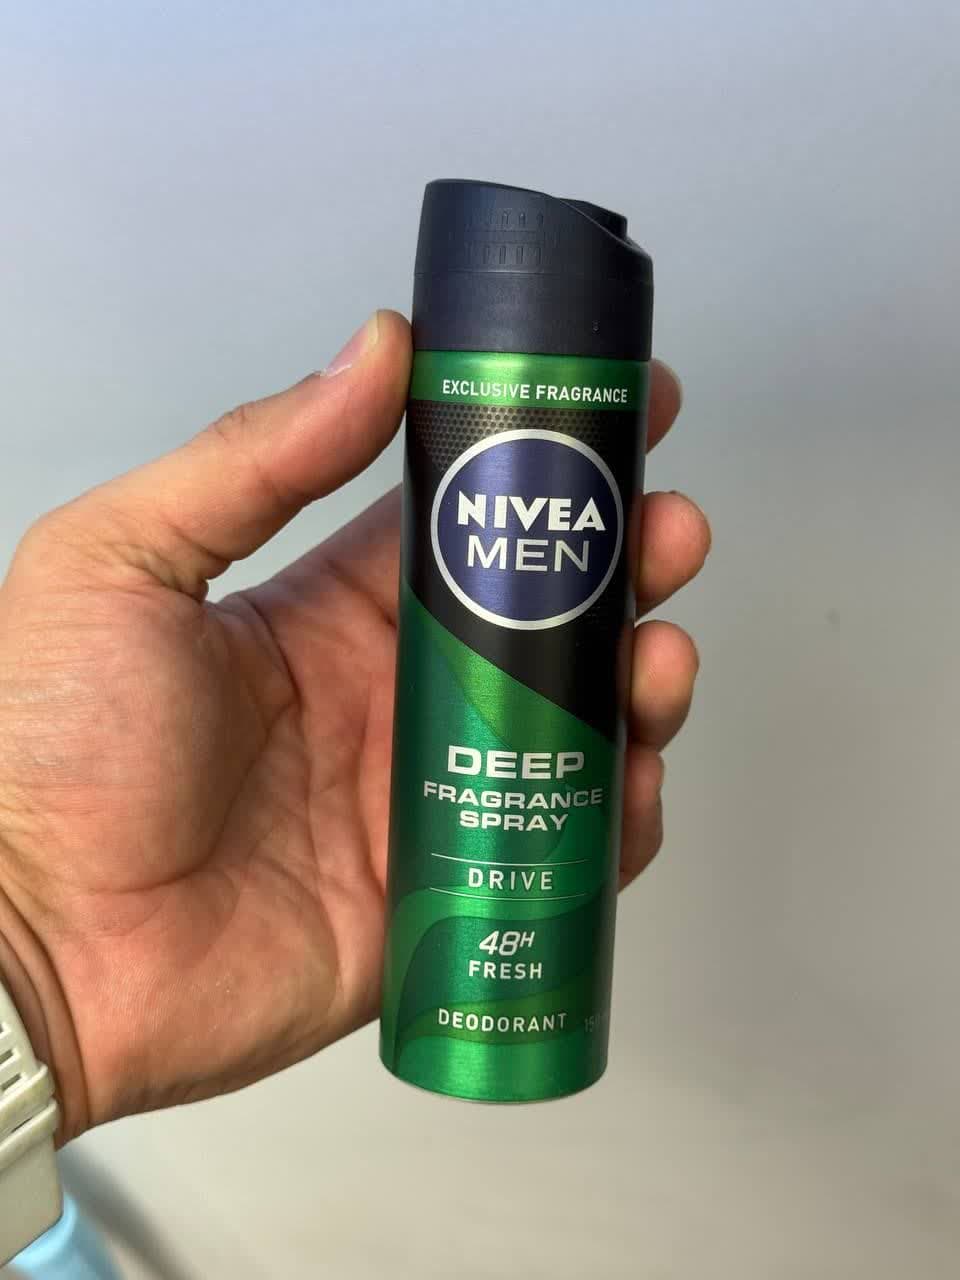 EXCLUSIVE FRAGRANCE
NIVEA
MEN
DEEP
FRAGRANCE
SPRAY
DRIVE
48H
FRESH
DEODORANT